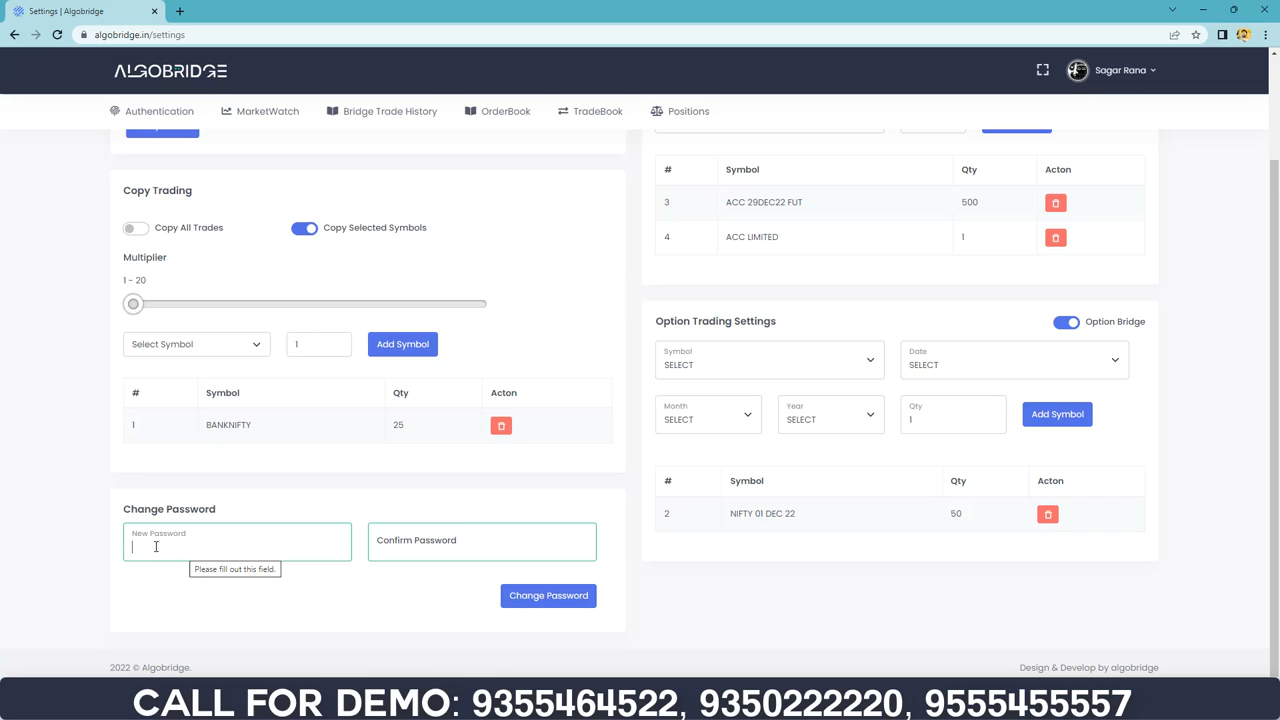 Settings | Algobridge
algobridge.in/settings
ALGOBRIDGE
Sagar Rana
Authentication MarketWatch Bridge Trade History OrderBook TradeBook Positions
Copy Trading
Copy All Trades Copy Selected Symbols
Multiplier
1 - 20
Select Symbol 1 Add Symbol
# Symbol Qty Acton
1 BANKNIFTY 25
Change Password
New Password
Confirm Password
Please fill out this field.
Change Password
# Symbol Qty Acton
3 ACC 29DEC22 FUT 500
4 ACC LIMITED 1
Option Trading Settings Option Bridge
Symbol Date
SELECT SELECT
Month Year Qty
SELECT SELECT 1 Add Symbol
# Symbol Qty Acton
2 NIFTY 01 DEC 22 50
2022 © Algobridge. Design & Develop by algobridge
CALL FOR DEMO: 9355464522, 9350222220, 9555455557